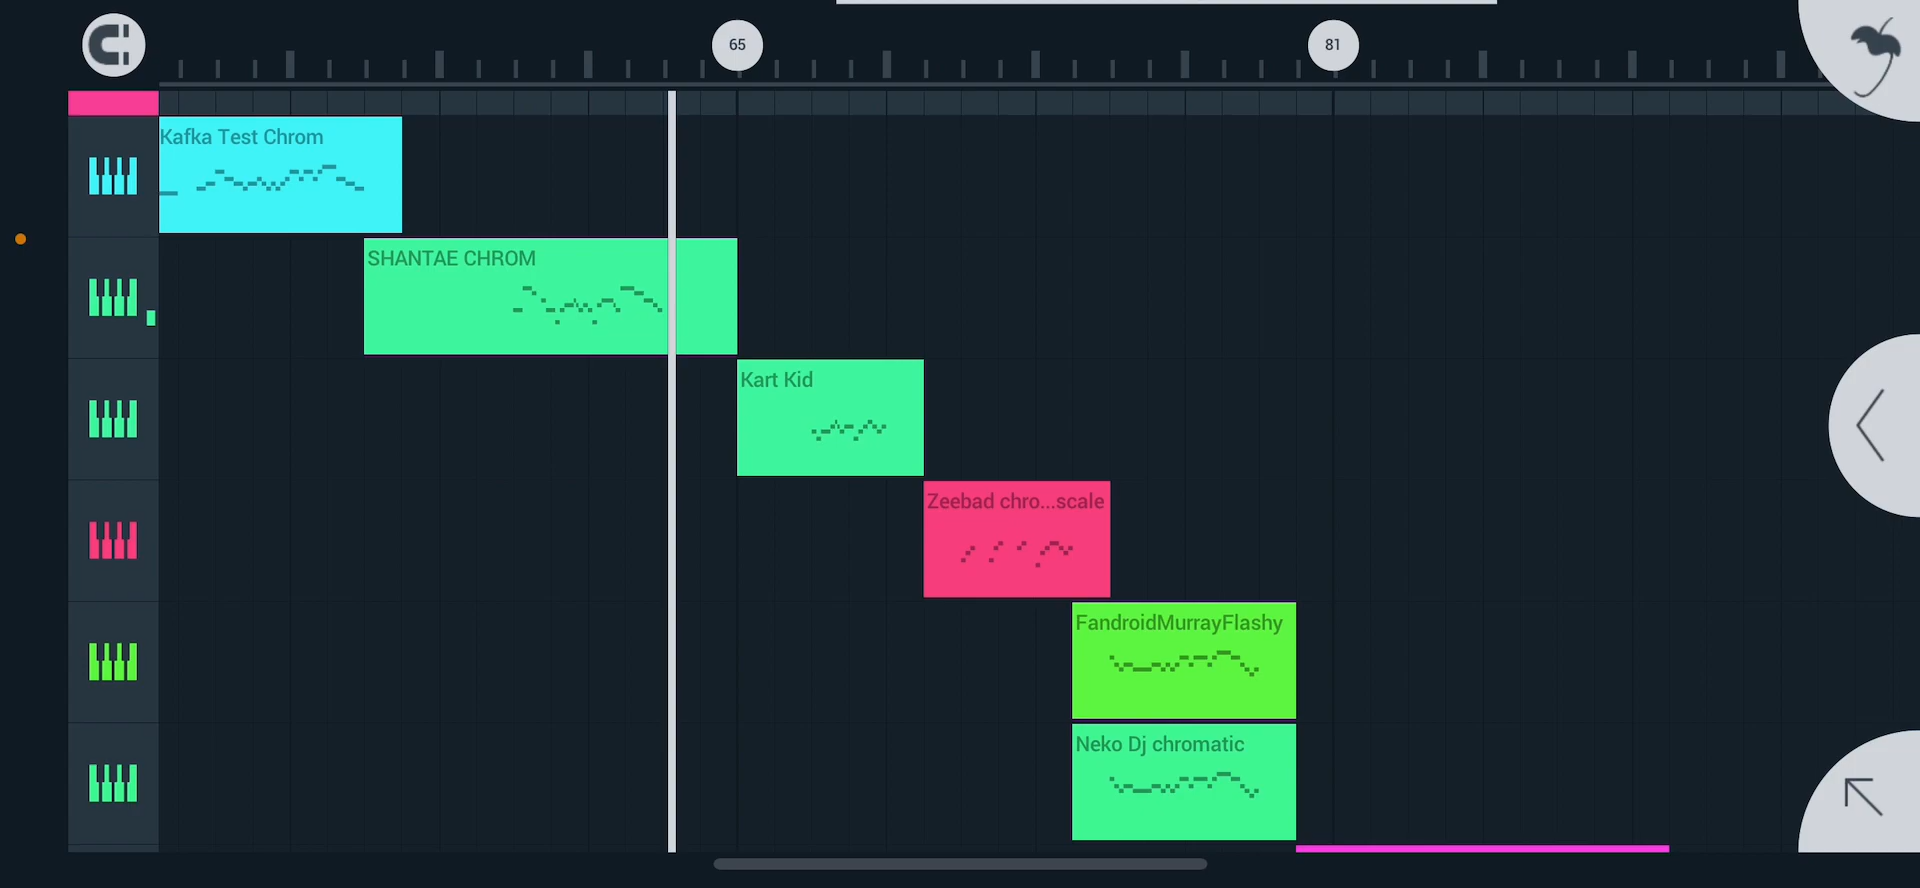 65
81
Kafka Test Chrom
SHANTAE CHROM
Kart Kid
Zeebad chro...scale
FandroidMurrayFlashy
Neko Dj chromatic